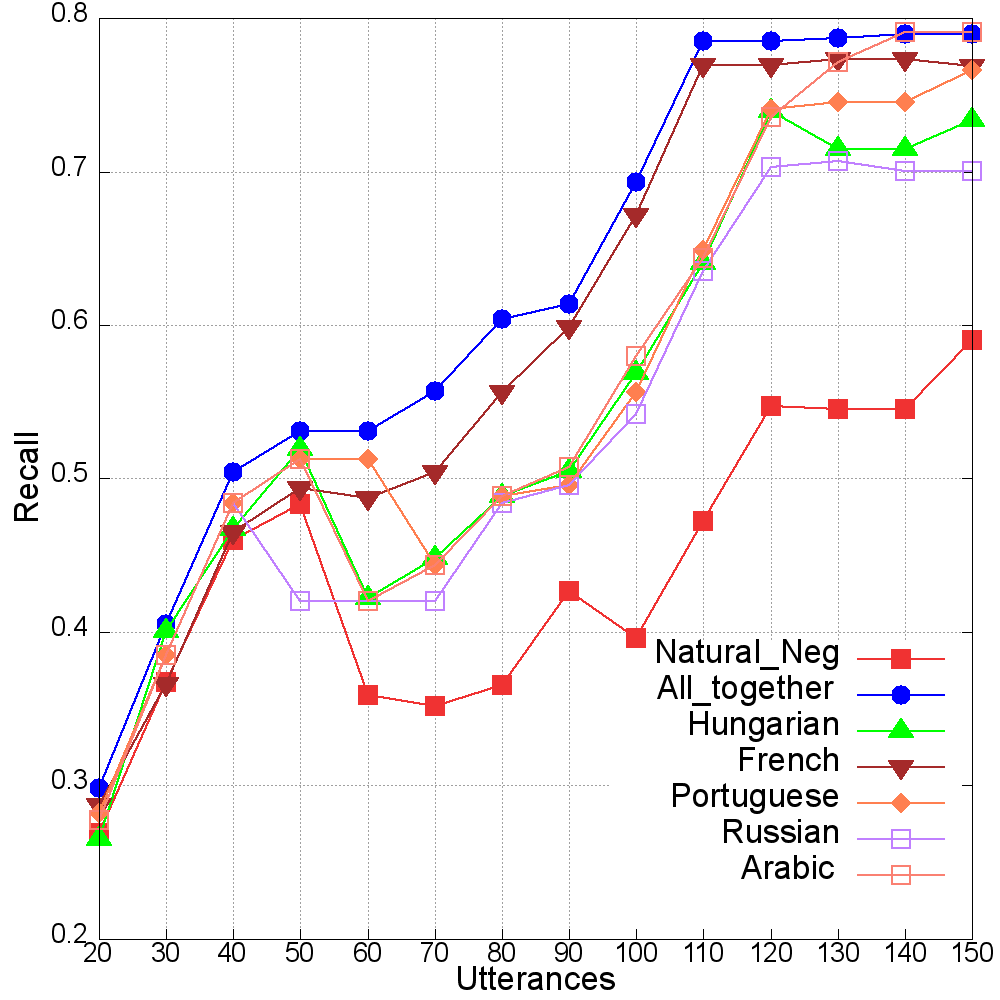 0.8
0.7
0.6
0.5
0.4
0.3
0.2
Recall
20 30 40 50 60 70 80 90 100 110 120 130 140 150
Utterances
Natural_Neg
All_together
Hungarian
French
Portuguese
Russian
Arabic